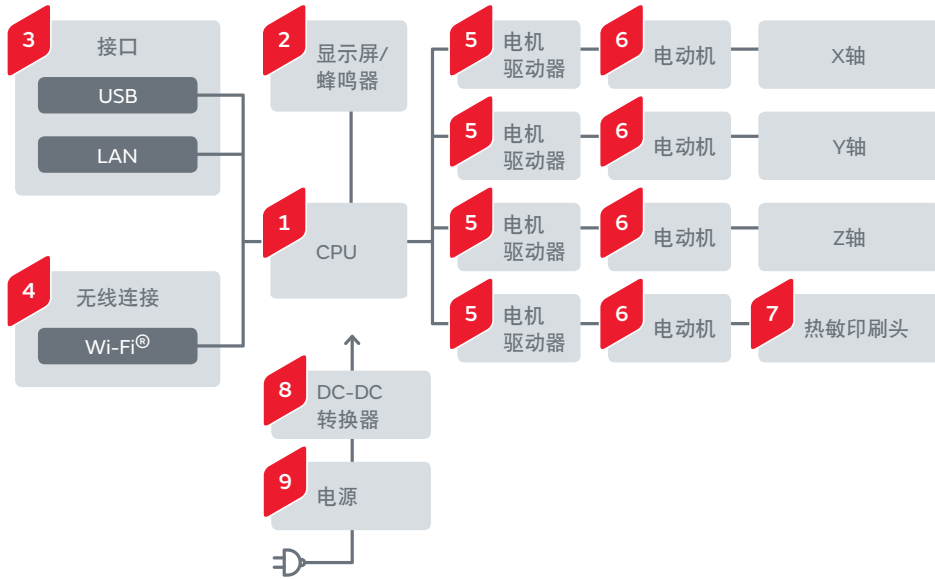 3
接口
USB
LAN
4
无线连接
Wi-Fi®
2
显示屏/
蜂鸣器
1
CPU
8
DC-DC
转换器
9
电源
5
电机
驱动器
6
电动机
X轴
5
电机
驱动器
6
电动机
Y轴
5
电机
驱动器
6
电动机
Z轴
5
电机
驱动器
6
电动机
7
热敏印刷头